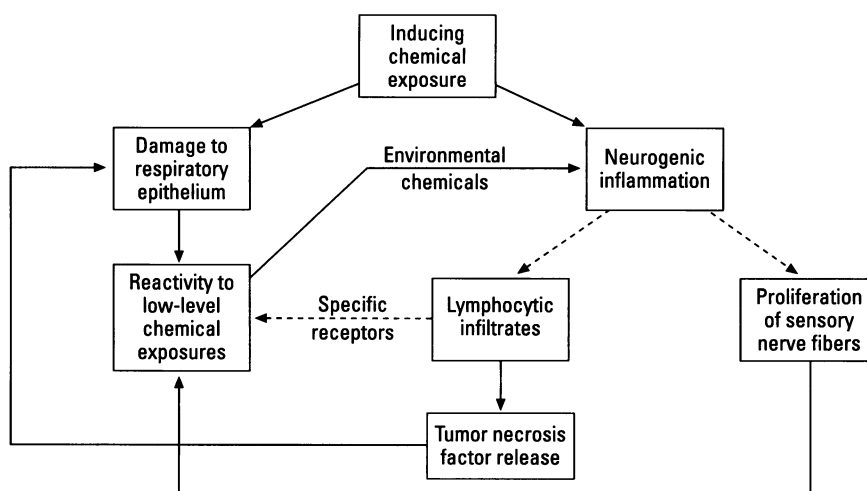 Inducing
chemical
exposure
Damage to
respiratory
epithelium
Environmental
chemicals
Neurogenic
inflammation
Reactivity to
low-level
chemical
exposures
Specific
receptors
Lymphocytic
infiltrates
Proliferation
of sensory
nerve fibers
Tumor necrosis
factor release